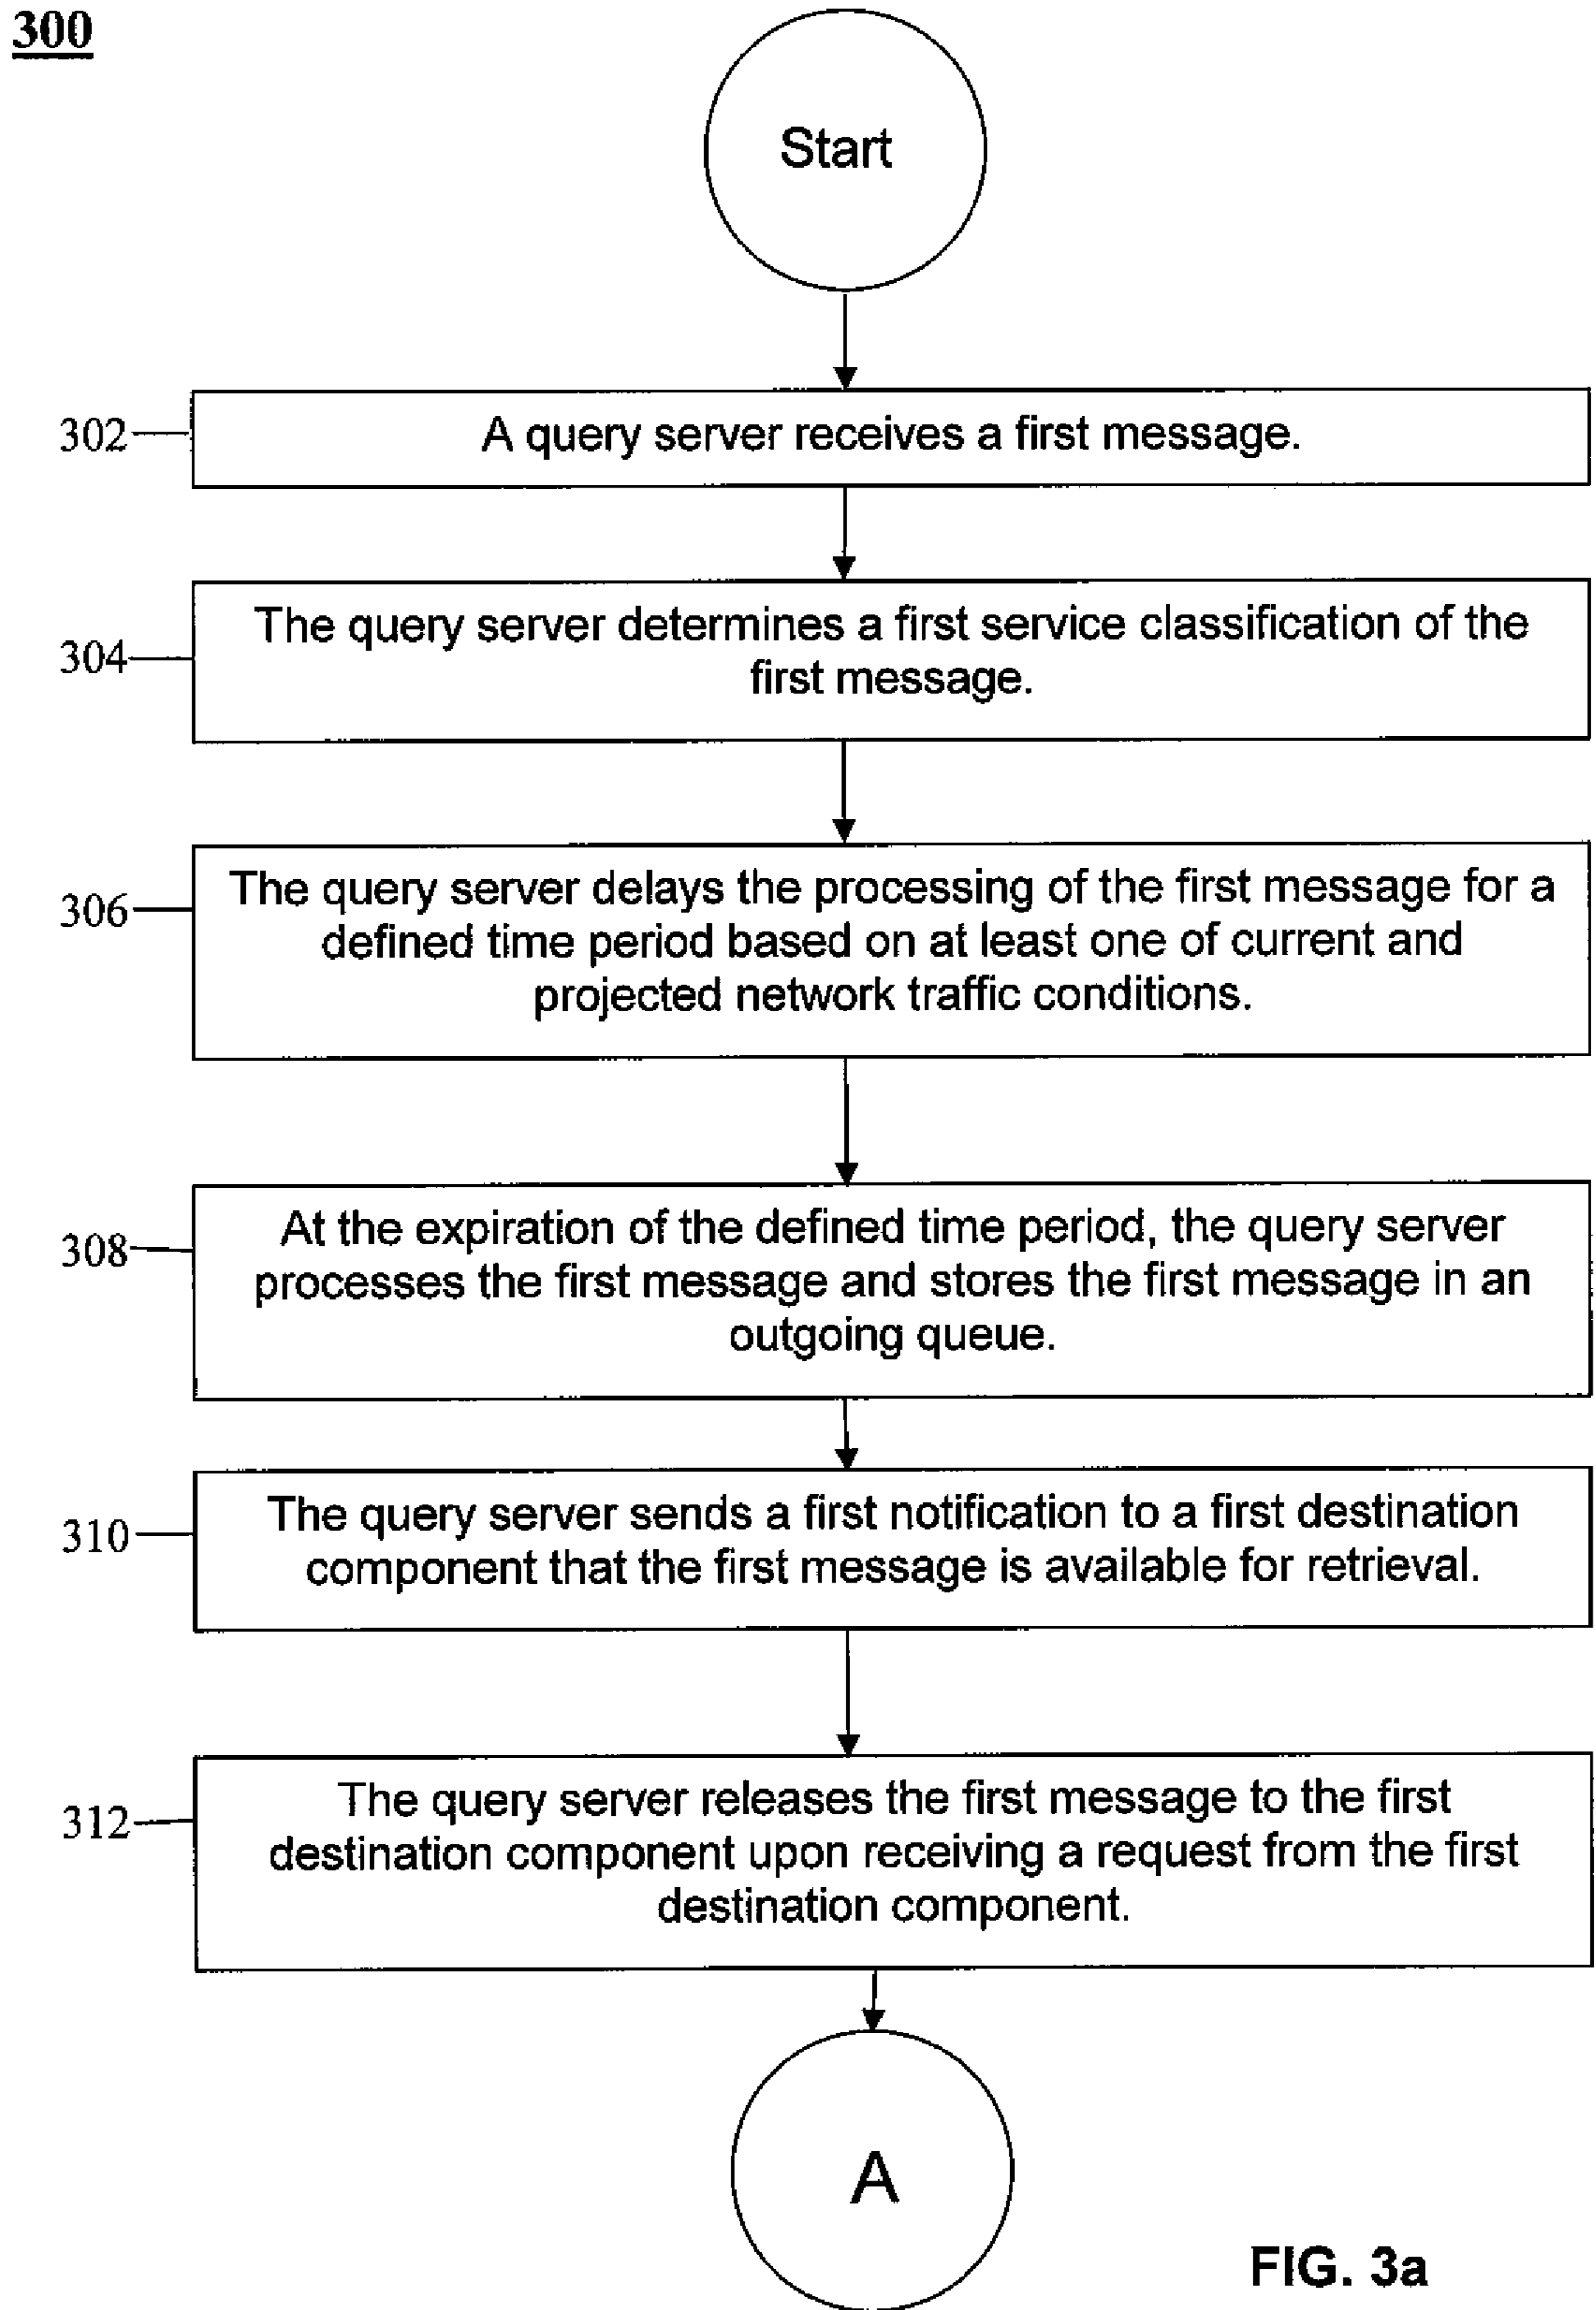 300
Start
302
A query server receives a first message.
304
The query server determines a first service classification of the
first message.
306
The query server delays the processing of the first message for a
defined time period based on at least one of current and
projected network traffic conditions.
308
At the expiration of the defined time period, the query server
processes the first message and stores the first message in an
outgoing queue.
310
The query server sends a first notification to a first destination
component that the first message is available for retrieval.
312
The query server releases the first message to the first
destination component upon receiving a request from the first
destination component.
A
FIG. 3a